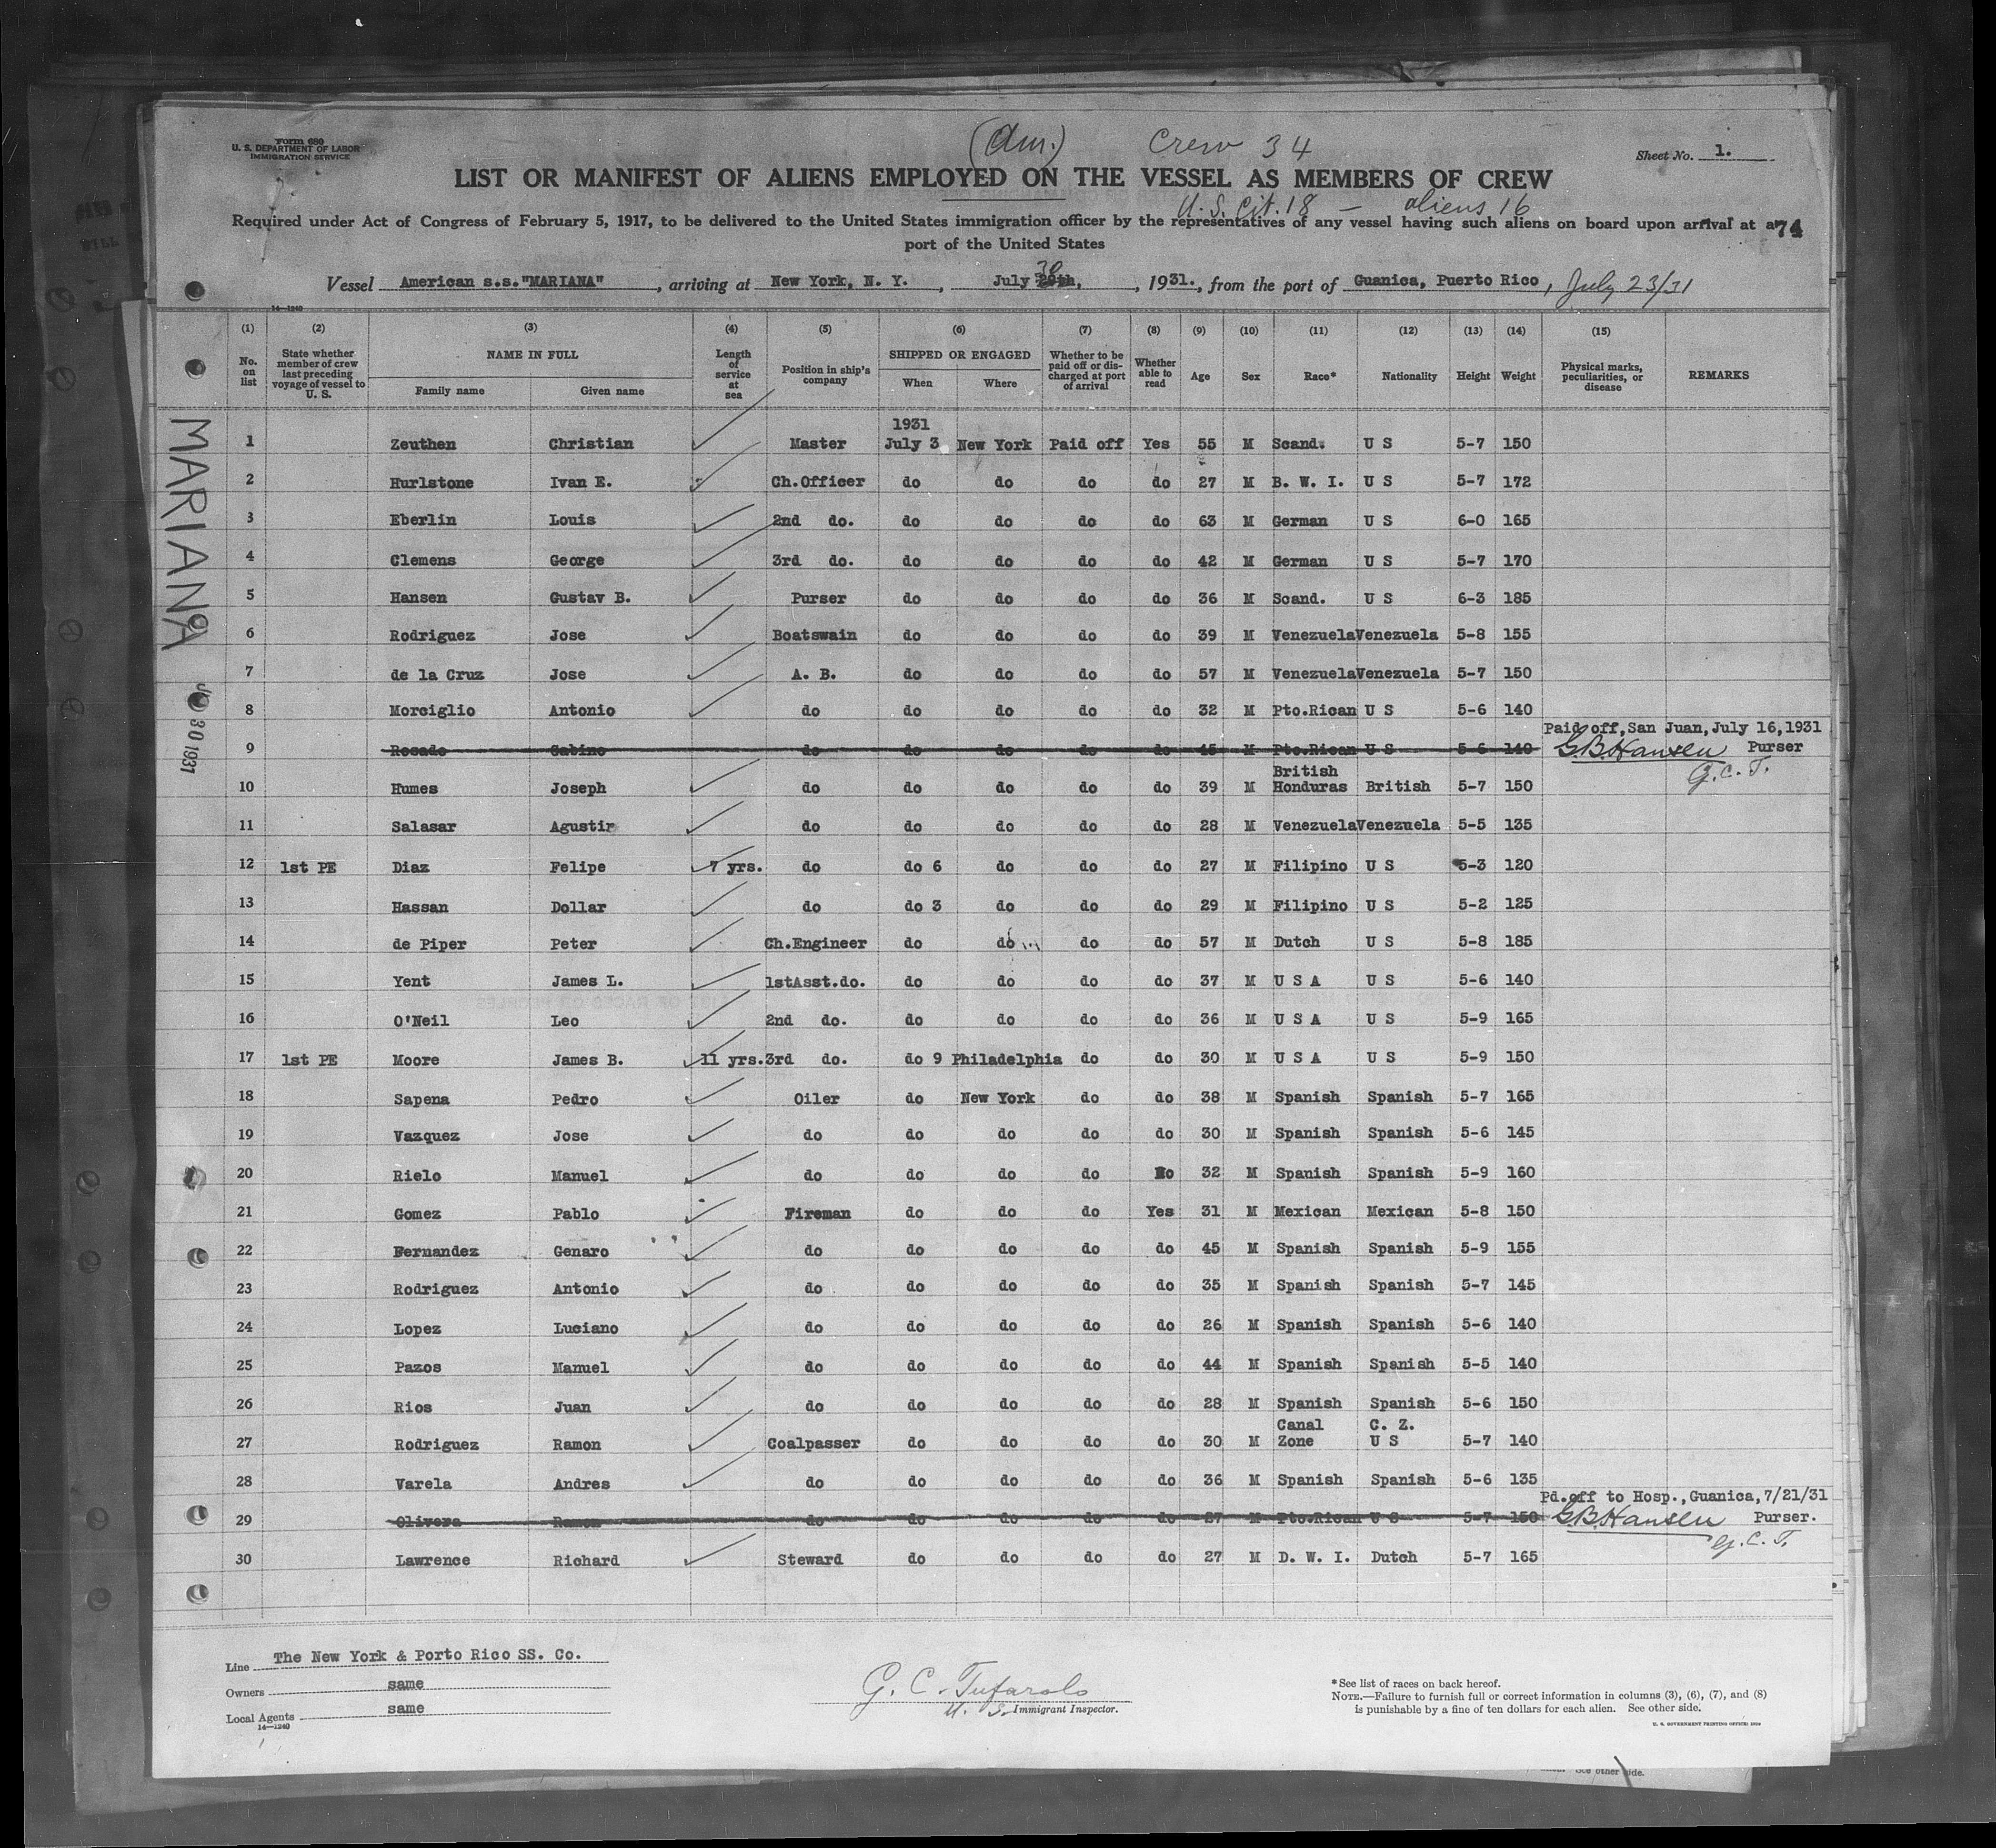 Form 680
U. S. DEPARTMENT OF LABOR
IMMIGRATION SERVICE
(Am.) Crew 34
Sheet No. 1.
LIST OR MANIFEST OF ALIENS EMPLOYED ON THE VESSEL AS MEMBERS OF CREW
U. S. Cit. 18 — aliens 16
Required under Act of Congress of February 5, 1917, to be delivered to the United States immigration officer by the representatives of any vessel having such aliens on board upon arrival at a 74
port of the United States
Vessel American s.s."MARIANA", arriving at New York, N. Y., July 30 29th, 1931., from the port of Guanica, Puerto Rico, July 23/31
14—1240
(1) (2) (3) (4) (5) (6) (7) (8) (9) (10) (11) (12) (13) (14) (15)
No. on list State whether member of crew last preceding voyage of vessel to U. S. NAME IN FULL Family name Given name Length of service at sea Position in ship's company SHIPPED OR ENGAGED When Where Whether to be paid off or discharged at port of arrival Whether able to read Age Sex Race* Nationality Height Weight Physical marks, peculiarities, or disease REMARKS
MARIANA
30 1931
1931
1 Zeuthen Christian Master July 3 New York Paid off Yes 55 M Scand. U S 5-7 150
2 Hurlstone Ivan E. Ch.Officer do do do do 27 M B. W. I. U S 5-7 172
3 Eberlin Louis 2nd do. do do do do 63 M German U S 6-0 165
4 Clemens George 3rd do. do do do do 42 M German U S 5-7 170
5 Hansen Gustav B. Purser do do do do 36 M Scand. U S 6-3 185
6 Rodriguez Jose Boatswain do do do do 39 M Venezuela Venezuela 5-8 155
7 de la Cruz Jose A. B. do do do do 57 M Venezuela Venezuela 5-7 150
8 Morciglio Antonio do do do do do 32 M Pto.Rican U S 5-6 140
Paid off, San Juan, July 16, 1931
9 Rosado Sabino do do do do do 45 M Pto.Rican U S 5-6 140 G.B.Hansen Purser
G.C.T.
British
10 Humes Joseph do do do do do 39 M Honduras British 5-7 150
11 Salasar Agustir do do do do do 28 M Venezuela Venezuela 5-5 135
12 1st PE Diaz Felipe 7 yrs. do do 6 do do do 27 M Filipino U S 5-3 120
13 Hassan Dollar do do 3 do do do 29 M Filipino U S 5-2 125
14 de Piper Peter Ch.Engineer do do do do 57 M Dutch U S 5-8 185
15 Yent James L. 1stAsst.do. do do do do 37 M U S A U S 5-6 140
16 O'Neil Leo 2nd do. do do do do 36 M U S A U S 5-9 165
17 1st PE Moore James B. 11 yrs. 3rd do. do 9 Philadelphia do do 30 M U S A U S 5-9 150
18 Sapena Pedro Oiler do New York do do 38 M Spanish Spanish 5-7 165
19 Vazquez Jose do do do do do 30 M Spanish Spanish 5-6 145
20 Rielo Manuel do do do do No 32 M Spanish Spanish 5-9 160
21 Gomez Pablo Fireman do do do Yes 31 M Mexican Mexican 5-8 150
22 Fernandez Genaro do do do do do 45 M Spanish Spanish 5-9 155
23 Rodriguez Antonio do do do do do 35 M Spanish Spanish 5-7 145
24 Lopez Luciano do do do do do 26 M Spanish Spanish 5-6 140
25 Pazos Manuel do do do do do 44 M Spanish Spanish 5-5 140
26 Rios Juan do do do do do 28 M Spanish Spanish 5-6 150
Canal C. Z.
27 Rodriguez Ramon Coalpasser do do do do 30 M Zone U S 5-7 140
28 Varela Andres do do do do do 36 M Spanish Spanish 5-6 135
Pd.off to Hosp., Guanica, 7/21/31
29 Olivera Ramon do do do do do 27 M Pto.Rican U S 5-7 150 G.B.Hansen Purser.
G.C.T.
30 Lawrence Richard Steward do do do do 27 M D. W. I. Dutch 5-7 165
Line The New York & Porto Rico SS. Co.
Owners same
Local Agents same
14—1240
G. C. Tufarolo
U. S. Immigrant Inspector.
*See list of races on back hereof.
NOTE.—Failure to furnish full or correct information in columns (3), (6), (7), and (8)
is punishable by a fine of ten dollars for each alien. See other side.
U. S. GOVERNMENT PRINTING OFFICE:
See other side.